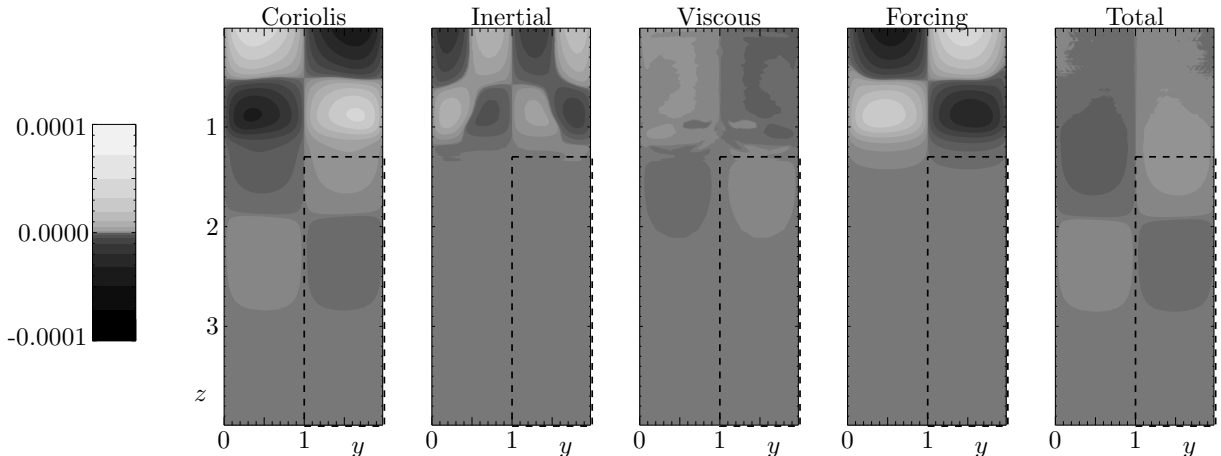 Coriolis Inertial Viscous Forcing Total
0.0001
0.0000
-0.0001
1
2
3
z
0 1 y 0 1 y 0 1 y 0 1 y 0 1 y